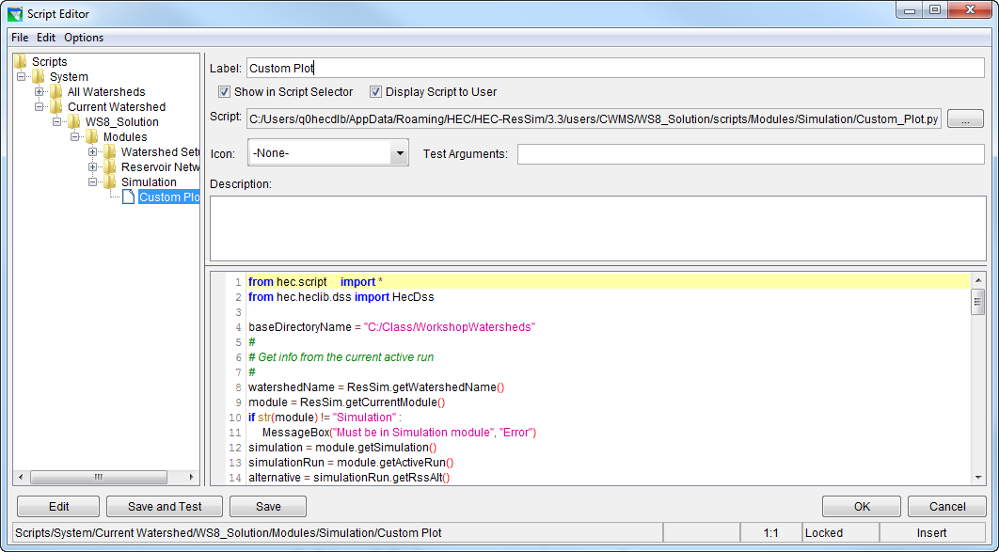 Script Editor
File Edit Options
Scripts
System
All Watersheds
Current Watershed
WS8_Solution
Modules
Watershed Setu
Reservoir Netw
Simulation
Custom Plo
Label: Custom Plot
Show in Script Selector Display Script to User
Script: C:/Users/q0hecdlb/AppData/Roaming/HEC/HEC-ResSim/3.3/users/CWMS/WS8_Solution/scripts/Modules/Simulation/Custom_Plot.py ...
Icon: -None- Test Arguments:
Description:
1 from hec.script import *
2 from hec.heclib.dss import HecDss
3
4 baseDirectoryName = "C:/Class/WorkshopWatersheds"
5 #
6 # Get info from the current active run
7 #
8 watershedName = ResSim.getWatershedName()
9 module = ResSim.getCurrentModule()
10 if str(module) != "Simulation" :
11 MessageBox("Must be in Simulation module", "Error")
12 simulation = module.getSimulation()
13 simulationRun = module.getActiveRun()
14 alternative = simulationRun.getRssAlt()
Edit Save and Test Save OK Cancel
Scripts/System/Current Watershed/WS8_Solution/Modules/Simulation/Custom Plot 1:1 Locked Insert